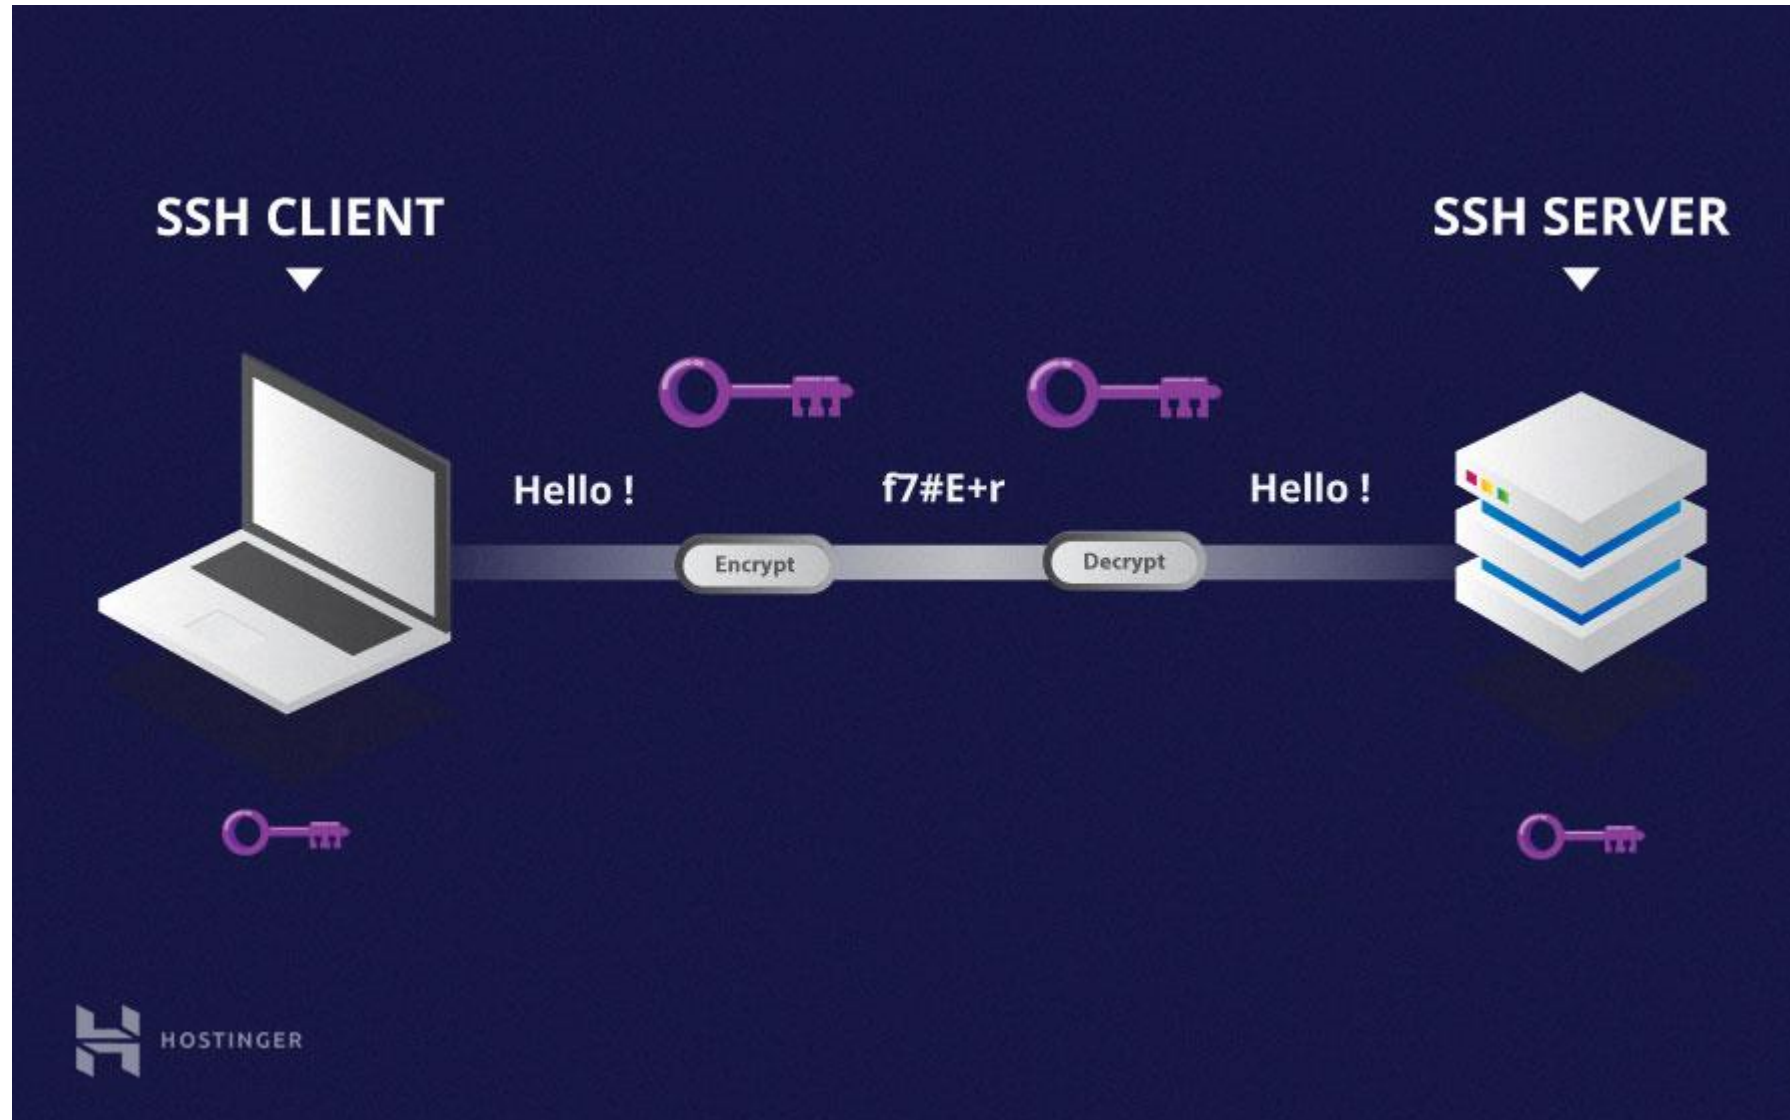 SSH CLIENT
SSH SERVER
Hello !
f7#E+r
Hello !
Encrypt
Decrypt
HOSTINGER